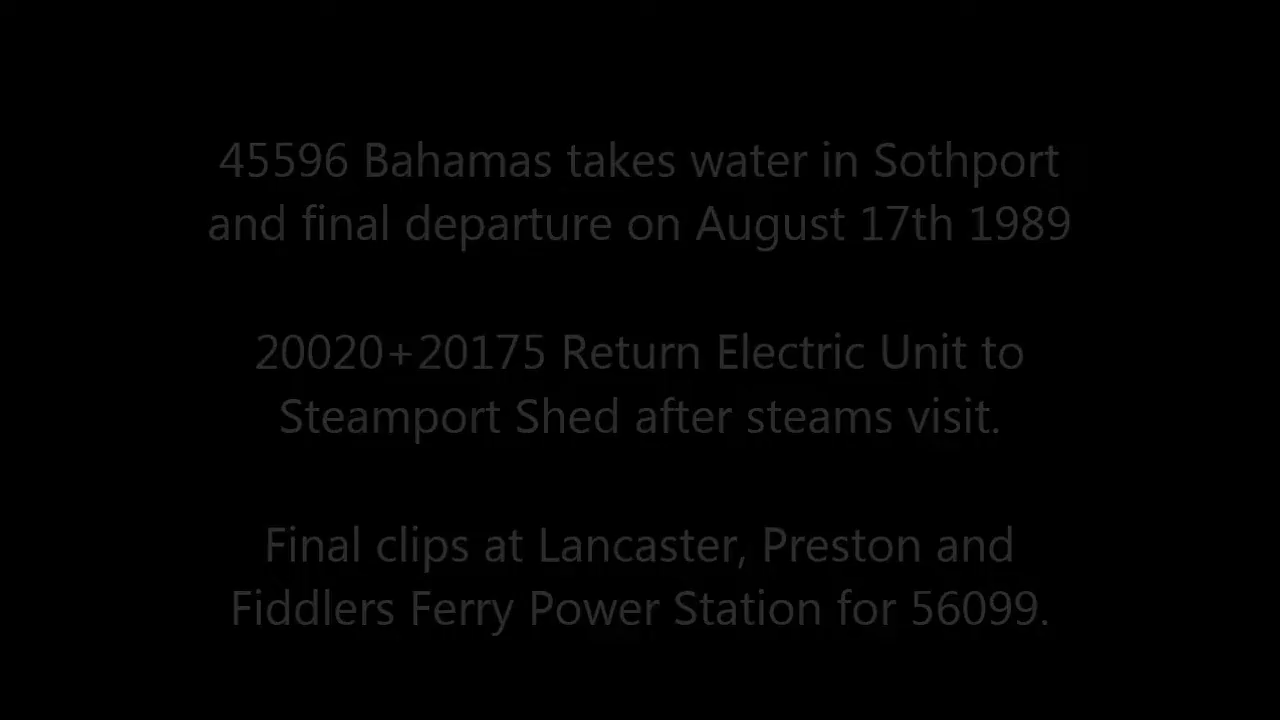 45596 Bahamas takes water in Sothport
and final departure on August 17th 1989
20020+20175 Return Electric Unit to
Steamport Shed after steams visit.
Final clips at Lancaster, Preston and
Fiddlers Ferry Power Station for 56099.